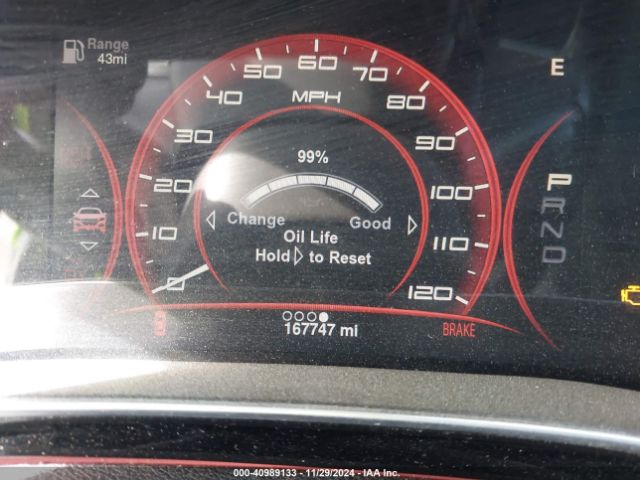 Range
43mi
E
0
10
20
30
40
50
60
70
80
90
100
110
120
MPH
99%
Change
Good
Oil Life
Hold ▷ to Reset
P
R
N
D
167747 mi
BRAKE
000-40989133 - 11/29/2024 - IAA Inc.